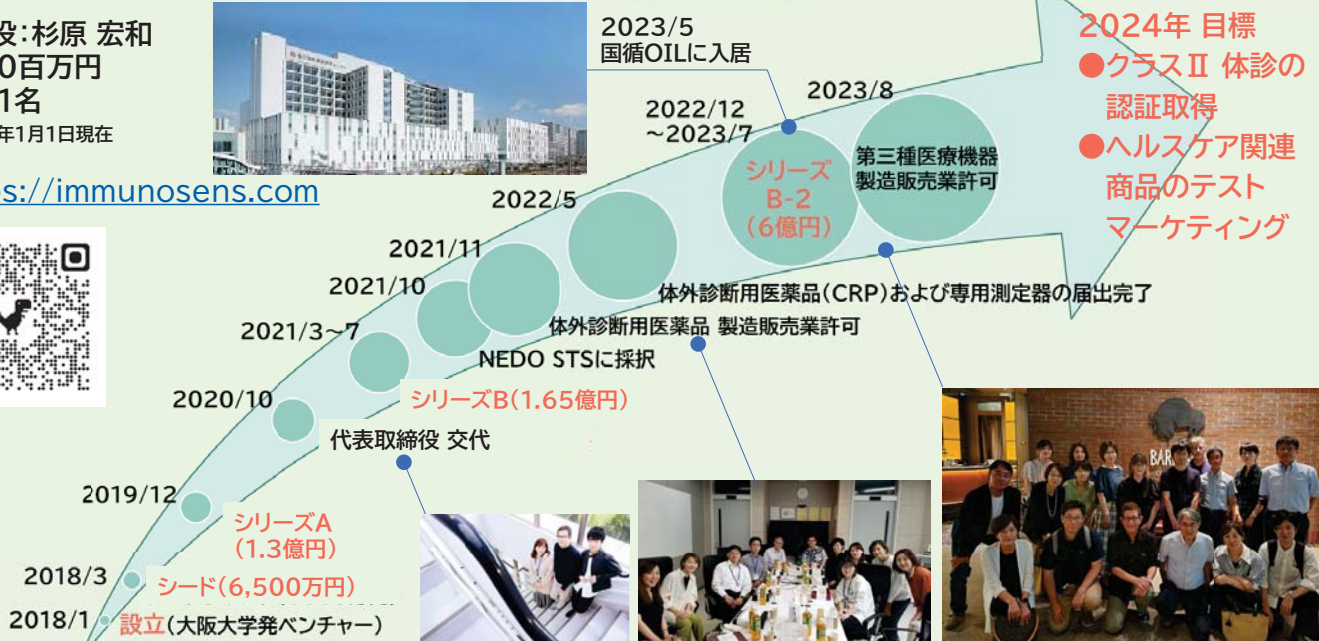 役：杉原 宏和
0百万円
1名
年1月1日現在
s://immunosens.com
2023/5
国循OILに入居
2024年 目標
●クラスⅡ 体診の
認証取得
●ヘルスケア関連
商品のテスト
マーケティング
2023/8
第三種医療機器
製造販売業許可
2022/12
～2023/7
シリーズ
B-2
（6億円）
2022/5
体外診断用医薬品（CRP）および専用測定器の届出完了
2021/11
体外診断用医薬品 製造販売業許可
2021/10
NEDO STSに採択
2021/3～7
シリーズB（1.65億円）
2020/10
代表取締役 交代
2019/12
シリーズA
（1.3億円）
2018/3
シード（6,500万円）
2018/1
設立（大阪大学発ベンチャー）